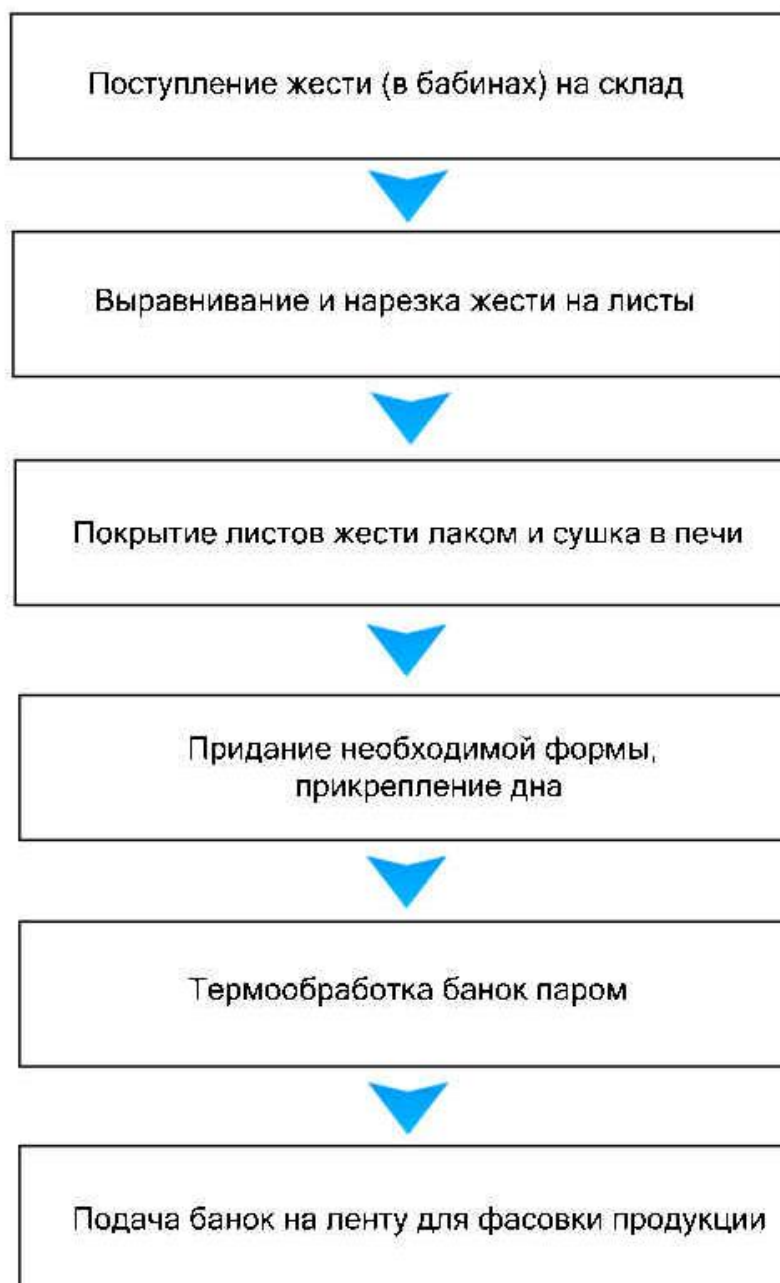 Поступление жести (в бабинах) на склад
Выравнивание и нарезка жести на листы
Покрытие листов жести лаком и сушка в печи
Придание необходимой формы,
прикрепление дна
Термообработка банок паром
Подача банок на ленту для фасовки продукции